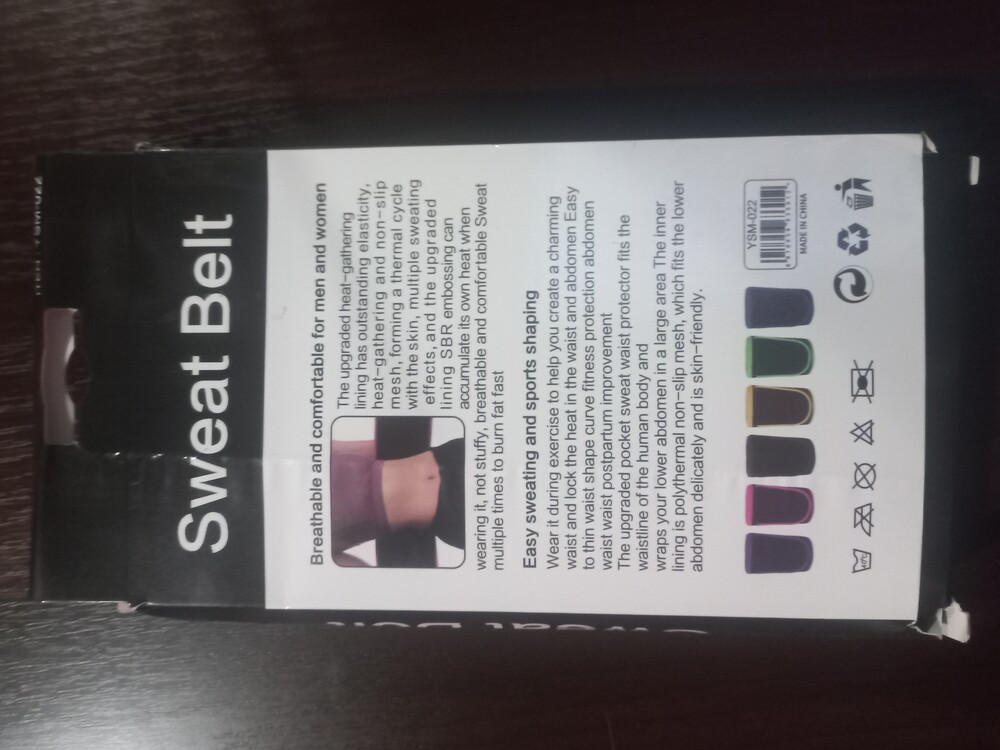 Sweat Belt
Breathable and comfortable for men and women
The upgraded heat-gathering
lining has outstanding elasticity,
heat-gathering and non-slip
mesh, forming a thermal cycle
with the skin, multiple sweating
effects, and the upgraded
lining SBR embossing can
accumulate its own heat when
wearing it, not stuffy, breathable and comfortable Sweat
multiple times to burn fat fast
Easy sweating and sports shaping
Wear it during exercise to help you create a charming
waist and lock the heat in the waist and abdomen Easy
to thin waist shape curve fitness protection abdomen
waist waist postpartum improvement
The upgraded pocket sweat waist protector fits the
waistline of the human body and
wraps your lower abdomen in a large area The inner
lining is polythermal non-slip mesh, which fits the lower
abdomen delicately and is skin-friendly.
YSM-022
MADE IN CHINA
Sweat Belt